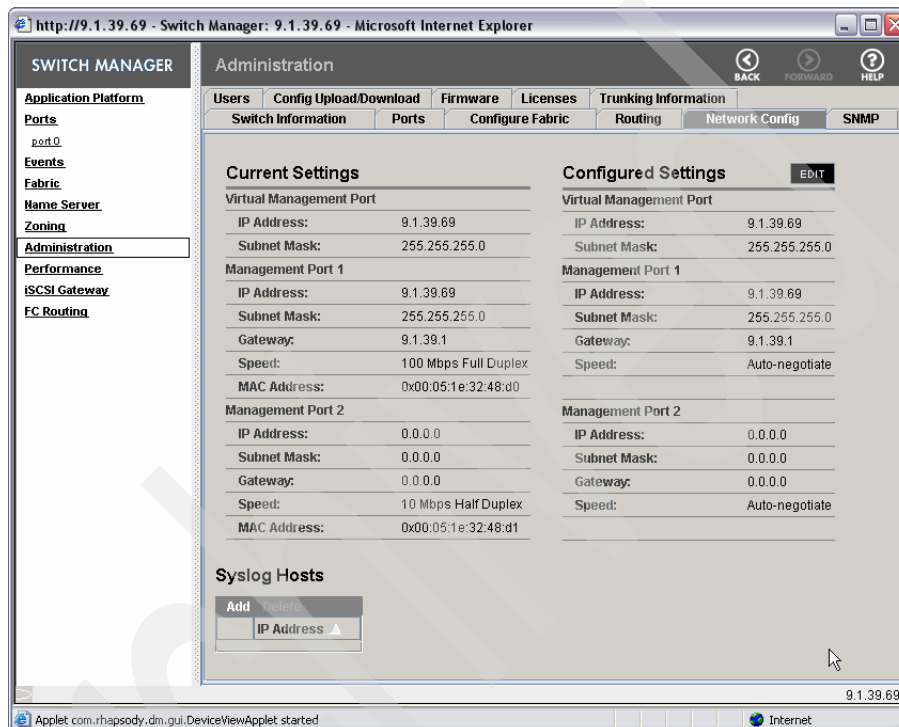 http://9.1.39.69 - Switch Manager: 9.1.39.69 - Microsoft Internet Explorer
SWITCH MANAGER
Administration
BACK
FORWARD
HELP
Application Platform
Ports
port 0
Events
Fabric
Name Server
Zoning
Administration
Performance
iSCSI Gateway
FC Routing
Users Config Upload/Download Firmware Licenses Trunking Information
Switch Information Ports Configure Fabric Routing Network Config SNMP
Current Settings
Virtual Management Port
IP Address: 9.1.39.69
Subnet Mask: 255.255.255.0
Management Port 1
IP Address: 9.1.39.69
Subnet Mask: 255.255.255.0
Gateway: 9.1.39.1
Speed: 100 Mbps Full Duplex
MAC Address: 0x00:05:1e:32:48:d0
Management Port 2
IP Address: 0.0.0.0
Subnet Mask: 0.0.0.0
Gateway: 0.0.0.0
Speed: 10 Mbps Half Duplex
MAC Address: 0x00:05:1e:32:48:d1
Configured Settings EDIT
Virtual Management Port
IP Address: 9.1.39.69
Subnet Mask: 255.255.255.0
Management Port 1
IP Address: 9.1.39.69
Subnet Mask: 255.255.255.0
Gateway: 9.1.39.1
Speed: Auto-negotiate
Management Port 2
IP Address: 0.0.0.0
Subnet Mask: 0.0.0.0
Gateway: 0.0.0.0
Speed: Auto-negotiate
Syslog Hosts
Add Delete
IP Address
9.1.39.69
Applet com.rhapsody.dm.gui.DeviceViewApplet started
Internet